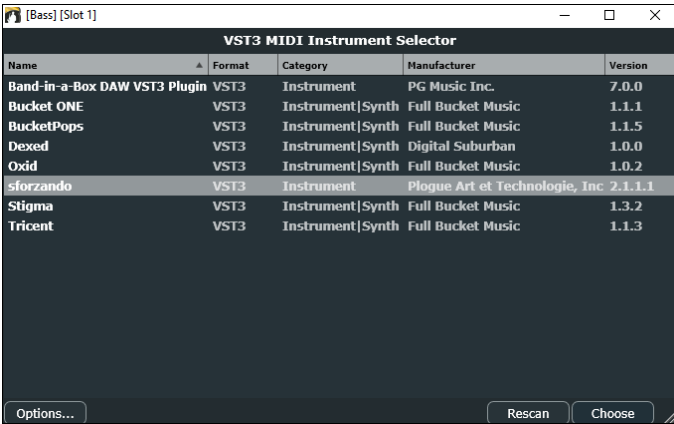 [Bass] [Slot 1]
VST3 MIDI Instrument Selector
Name Format Category Manufacturer Version
Band-in-a-Box DAW VST3 Plugin VST3 Instrument PG Music Inc. 7.0.0
Bucket ONE VST3 Instrument|Synth Full Bucket Music 1.1.1
BucketPops VST3 Instrument|Synth Full Bucket Music 1.1.5
Dexed VST3 Instrument|Synth Digital Suburban 1.0.0
Oxid VST3 Instrument|Synth Full Bucket Music 1.0.2
sforzando VST3 Instrument Plogue Art et Technologie, Inc 2.1.1.1
Stigma VST3 Instrument|Synth Full Bucket Music 1.3.2
Tricent VST3 Instrument|Synth Full Bucket Music 1.1.3
Options... Rescan Choose